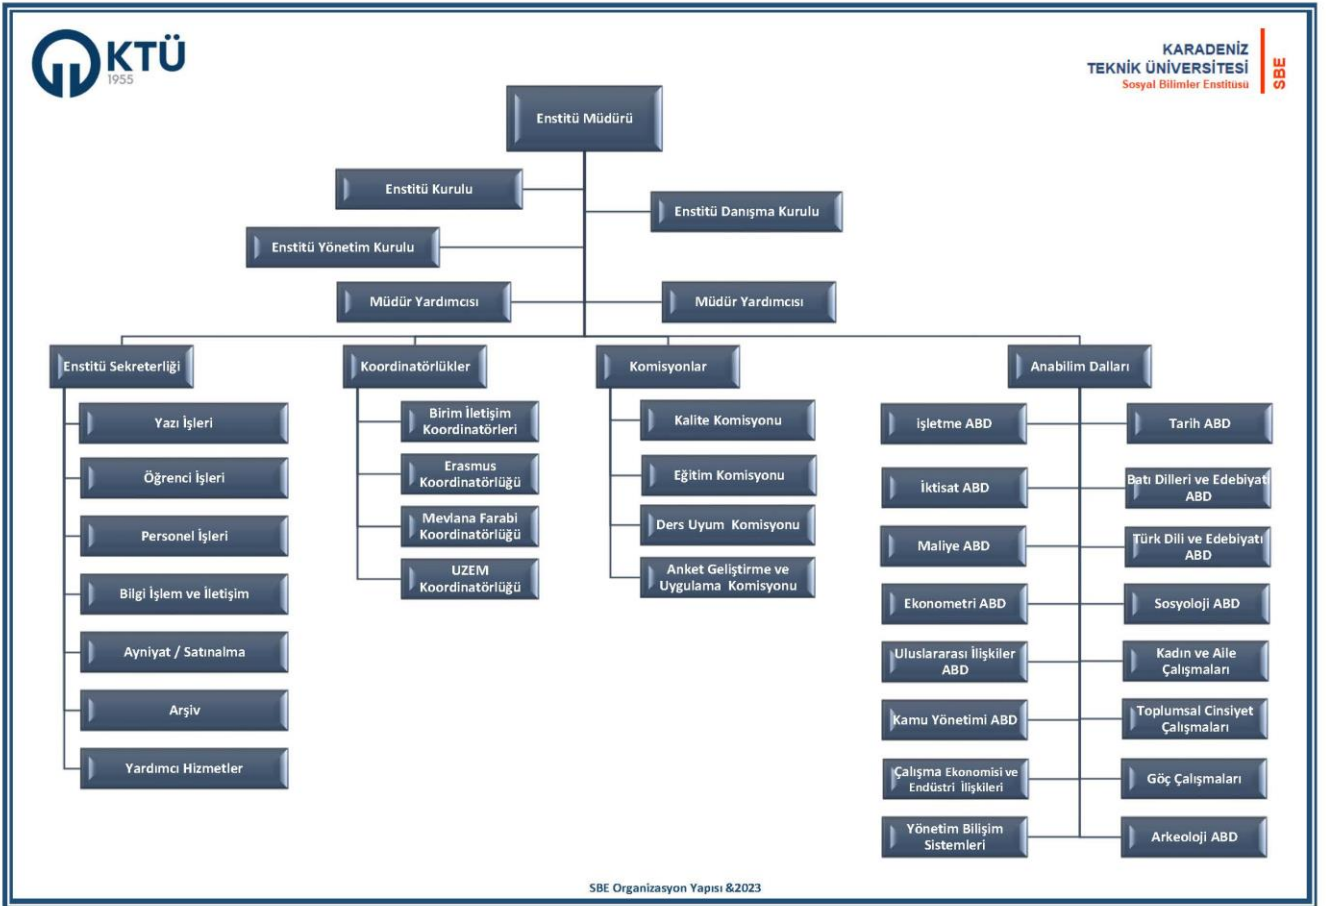 KTÜ
1955
KARADENİZ
TEKNİK ÜNİVERSİTESİ
Sosyal Bilimler Enstitüsü
SBE
Enstitü Müdürü
Enstitü Kurulu
Enstitü Danışma Kurulu
Enstitü Yönetim Kurulu
Müdür Yardımcısı
Müdür Yardımcısı
Enstitü Sekreterliği
Yazı İşleri
Öğrenci İşleri
Personel İşleri
Bilgi İşlem ve İletişim
Ayniyat / Satınalma
Arşiv
Yardımcı Hizmetler
Koordinatörlükler
Birim İletişim
Koordinatörleri
Erasmus
Koordinatörlüğü
Mevlana Farabi
Koordinatörlüğü
UZEM
Koordinatörlüğü
Komisyonlar
Kalite Komisyonu
Eğitim Komisyonu
Ders Uyum Komisyonu
Anket Geliştirme ve
Uygulama Komisyonu
Anabilim Dalları
işletme ABD
İktisat ABD
Maliye ABD
Ekonometri ABD
Uluslararası İlişkiler
ABD
Kamu Yönetimi ABD
Çalışma Ekonomisi ve
Endüstri İlişkileri
Yönetim Bilişim
Sistemleri
Tarih ABD
Batı Dilleri ve Edebiyatı
ABD
Türk Dili ve Edebiyatı
ABD
Sosyoloji ABD
Kadın ve Aile
Çalışmaları
Toplumsal Cinsiyet
Çalışmaları
Göç Çalışmaları
Arkeoloji ABD
SBE Organizasyon Yapısı &2023